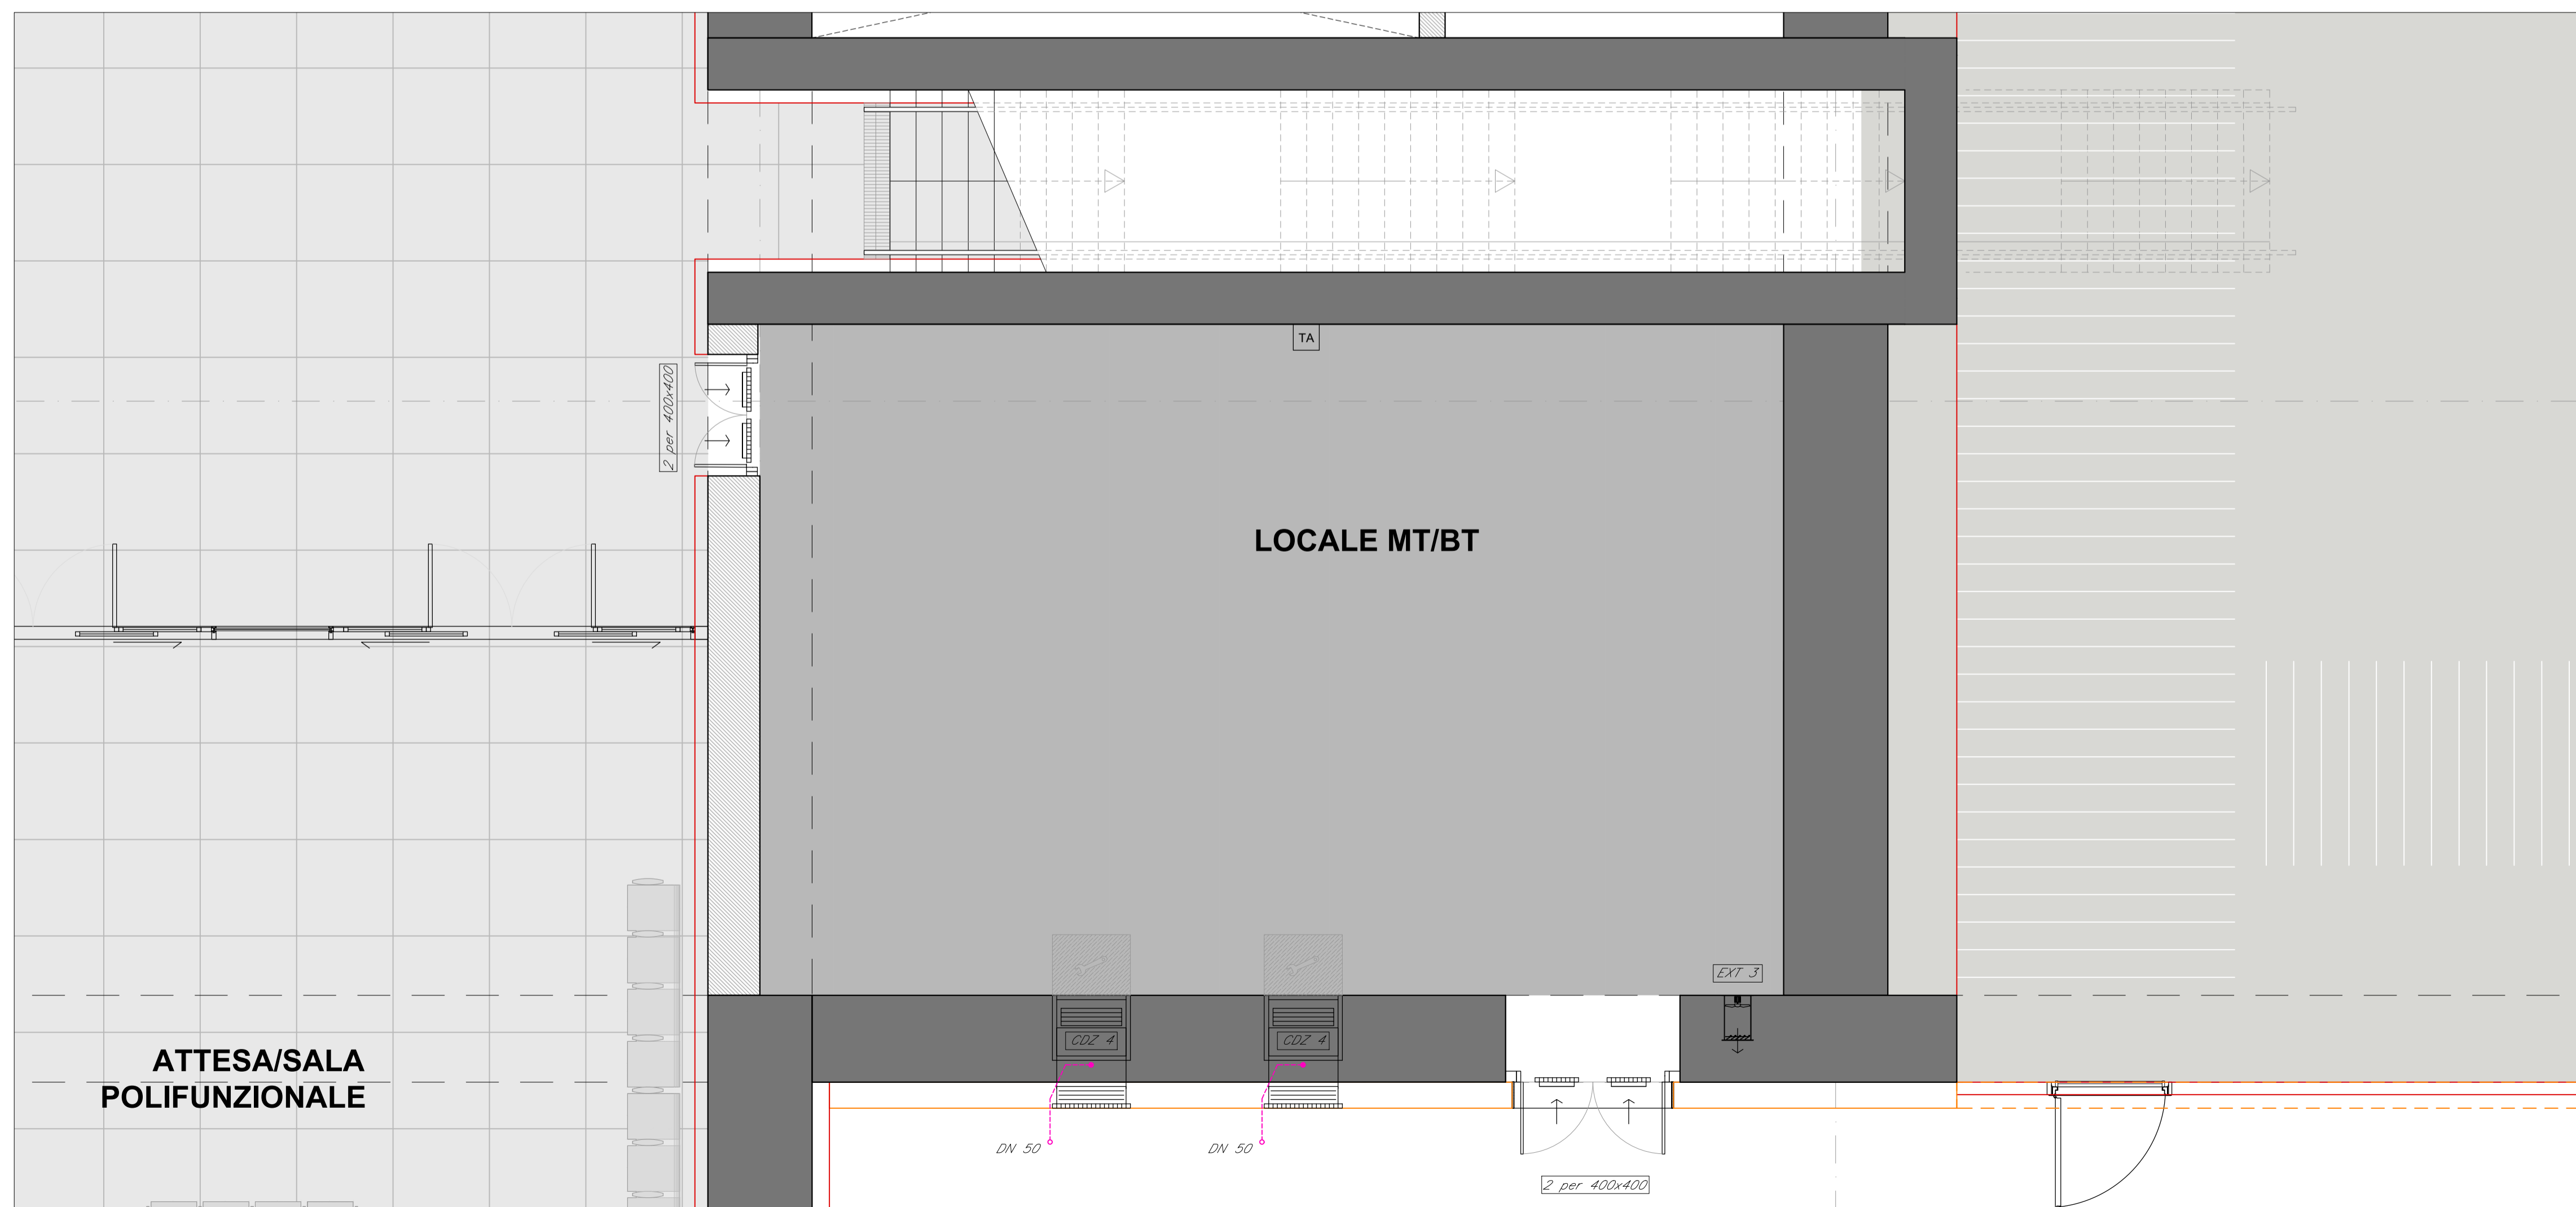 TA
2 per 400x400
LOCALE MT/BT
EXT 3
CDZ 4
CDZ 4
ATTESA/SALA
POLIFUNZIONALE
DN 50
DN 50
2 per 400x400